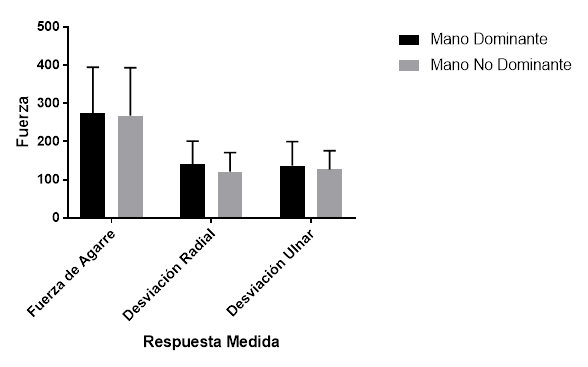 500
400
300
200
100
0
Fuerza
Fuerza de Agarre
Desviación Radial
Desviación Ulnar
Respuesta Medida
Mano Dominante
Mano No Dominante